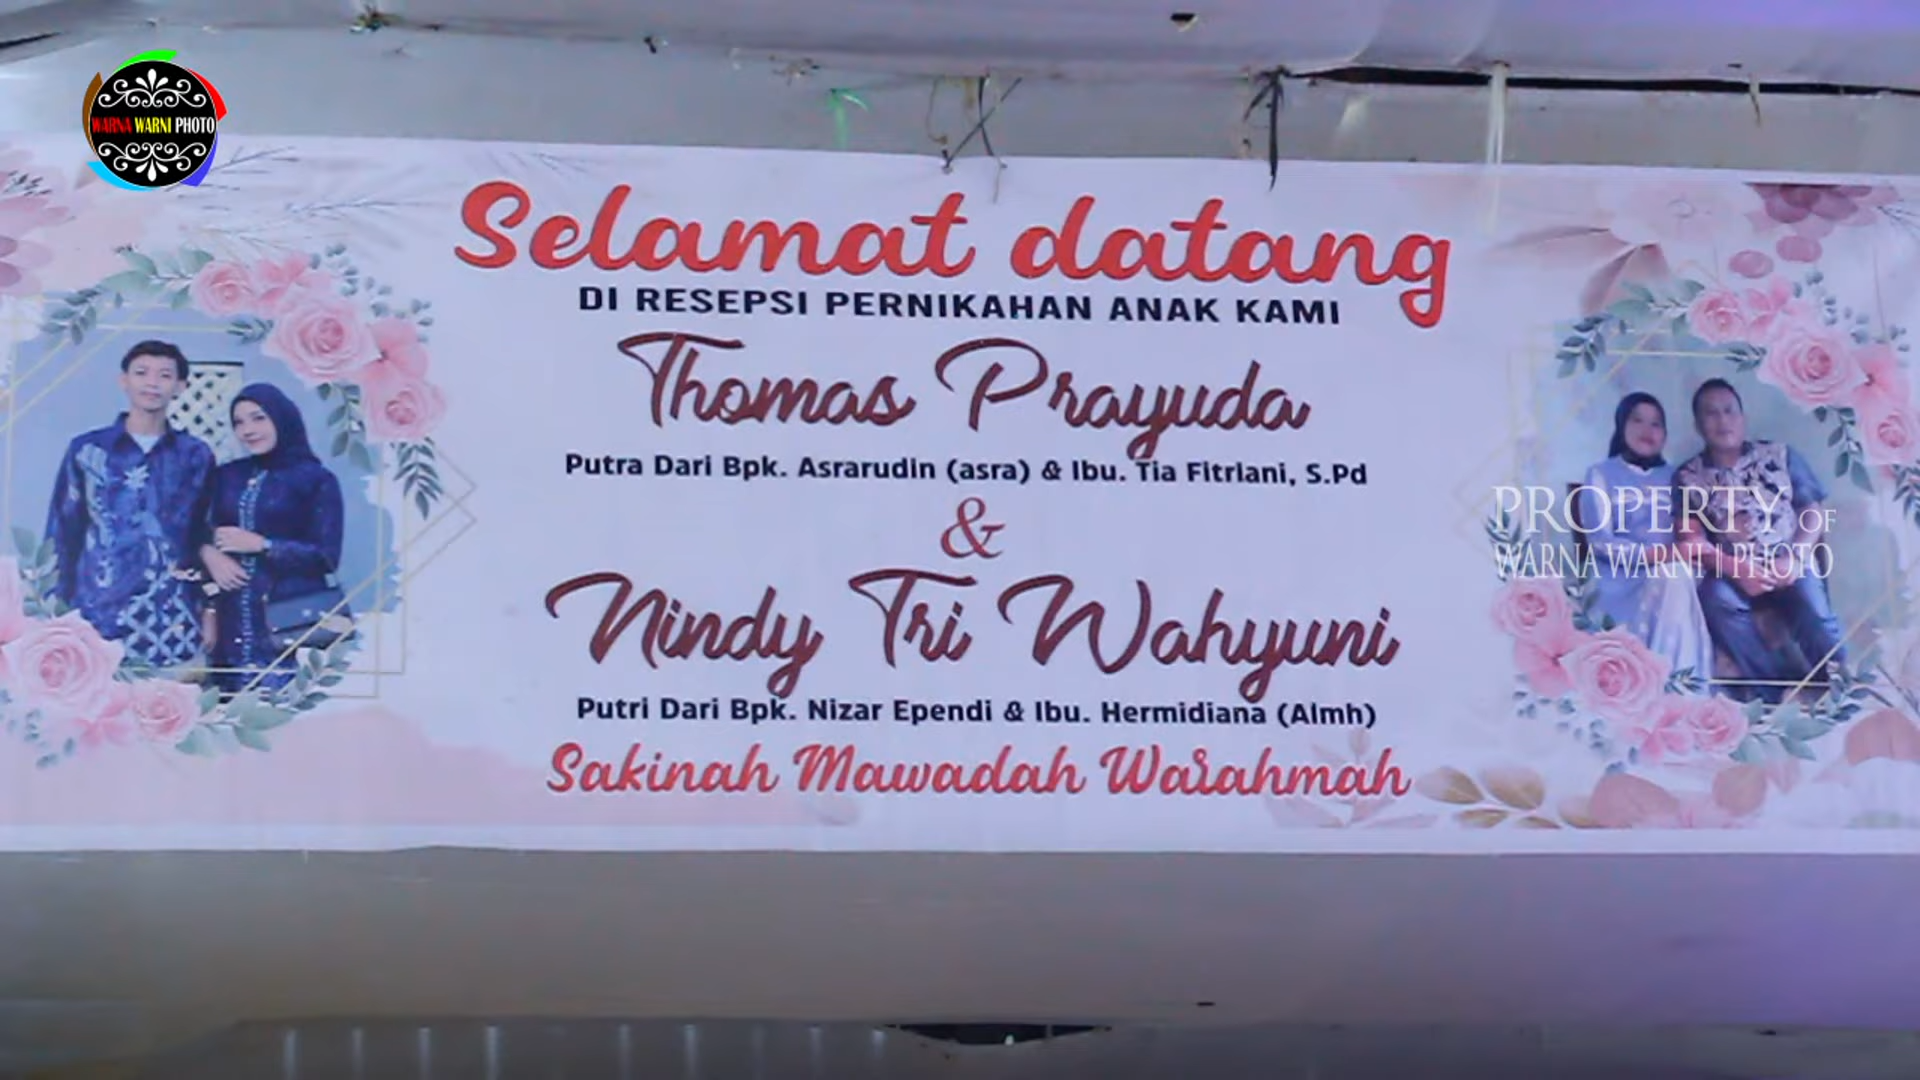 WARNA WARNI PHOTO
Selamat datang
DI RESEPSI PERNIKAHAN ANAK KAMI
Thomas Prayuda
Putra Dari Bpk. Asrarudin (asra) & Ibu. Tia Fitriani, S.Pd
&
Nindy Tri Wahyuni
Putri Dari Bpk. Nizar Ependi & Ibu. Hermidiana (Almh)
Sakinah Mawadah Warahmah
PROPERTY OF
WARNA WARNI || PHOTO